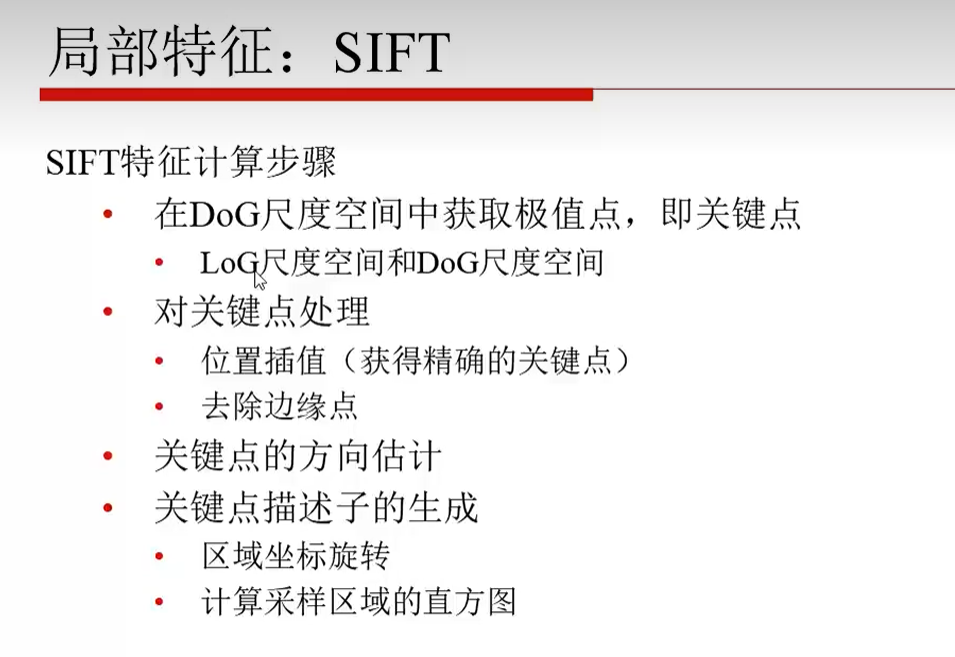 局部特征：SIFT
SIFT特征计算步骤
• 在DoG尺度空间中获取极值点，即关键点
• LoG尺度空间和DoG尺度空间
• 对关键点处理
• 位置插值（获得精确的关键点）
• 去除边缘点
• 关键点的方向估计
• 关键点描述子的生成
• 区域坐标旋转
• 计算采样区域的直方图